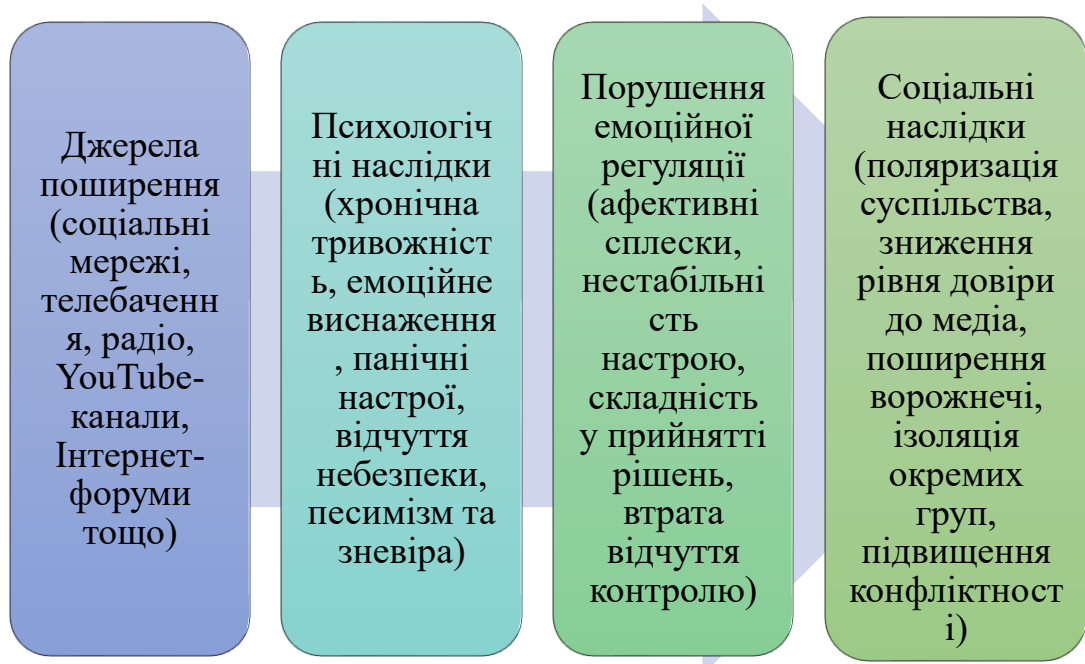 Джерела
поширення
(соціальні
мережі,
телебаченн
я, радіо,
YouTube-
канали,
Інтернет-
форуми
тощо)
Психологіч
ні наслідки
(хронічна
тривожніст
ь, емоційне
виснаження
, панічні
настрої,
відчуття
небезпеки,
песимізм та
зневіра)
Порушення
емоційної
регуляції
(афективні
сплески,
нестабільні
сть
настрою,
складність
у прийнятті
рішень,
втрата
відчуття
контролю)
Соціальні
наслідки
(поляризація
суспільства,
зниження
рівня довіри
до медіа,
поширення
ворожнечі,
ізоляція
окремих
груп,
підвищення
конфліктност
і)